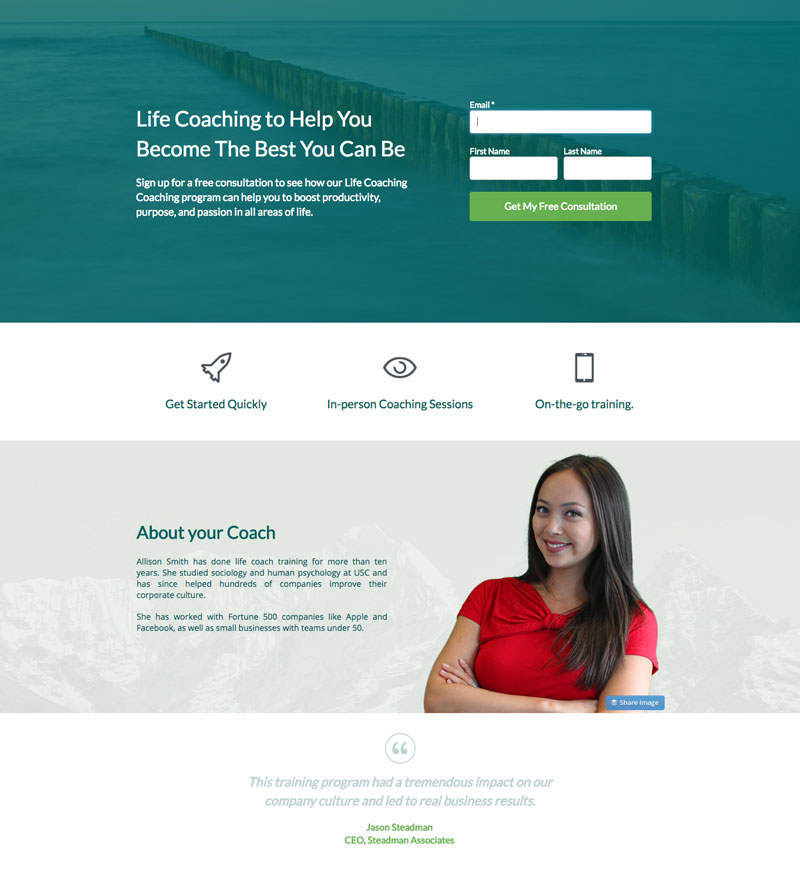 Life Coaching to Help You
Become The Best You Can Be
Sign up for a free consultation to see how our Life Coaching
Coaching program can help you to boost productivity,
purpose, and passion in all areas of life.
Email *
First Name Last Name
Get My Free Consultation
Get Started Quickly
In-person Coaching Sessions
On-the-go training.
About your Coach
Allison Smith has done life coach training for more than ten
years. She studied sociology and human psychology at USC and
has since helped hundreds of companies improve their
corporate culture.
She has worked with Fortune 500 companies like Apple and
Facebook, as well as small businesses with teams under 50.
Share Image
This training program had a tremendous impact on our
company culture and led to real business results.
Jason Steadman
CEO, Steadman Associates